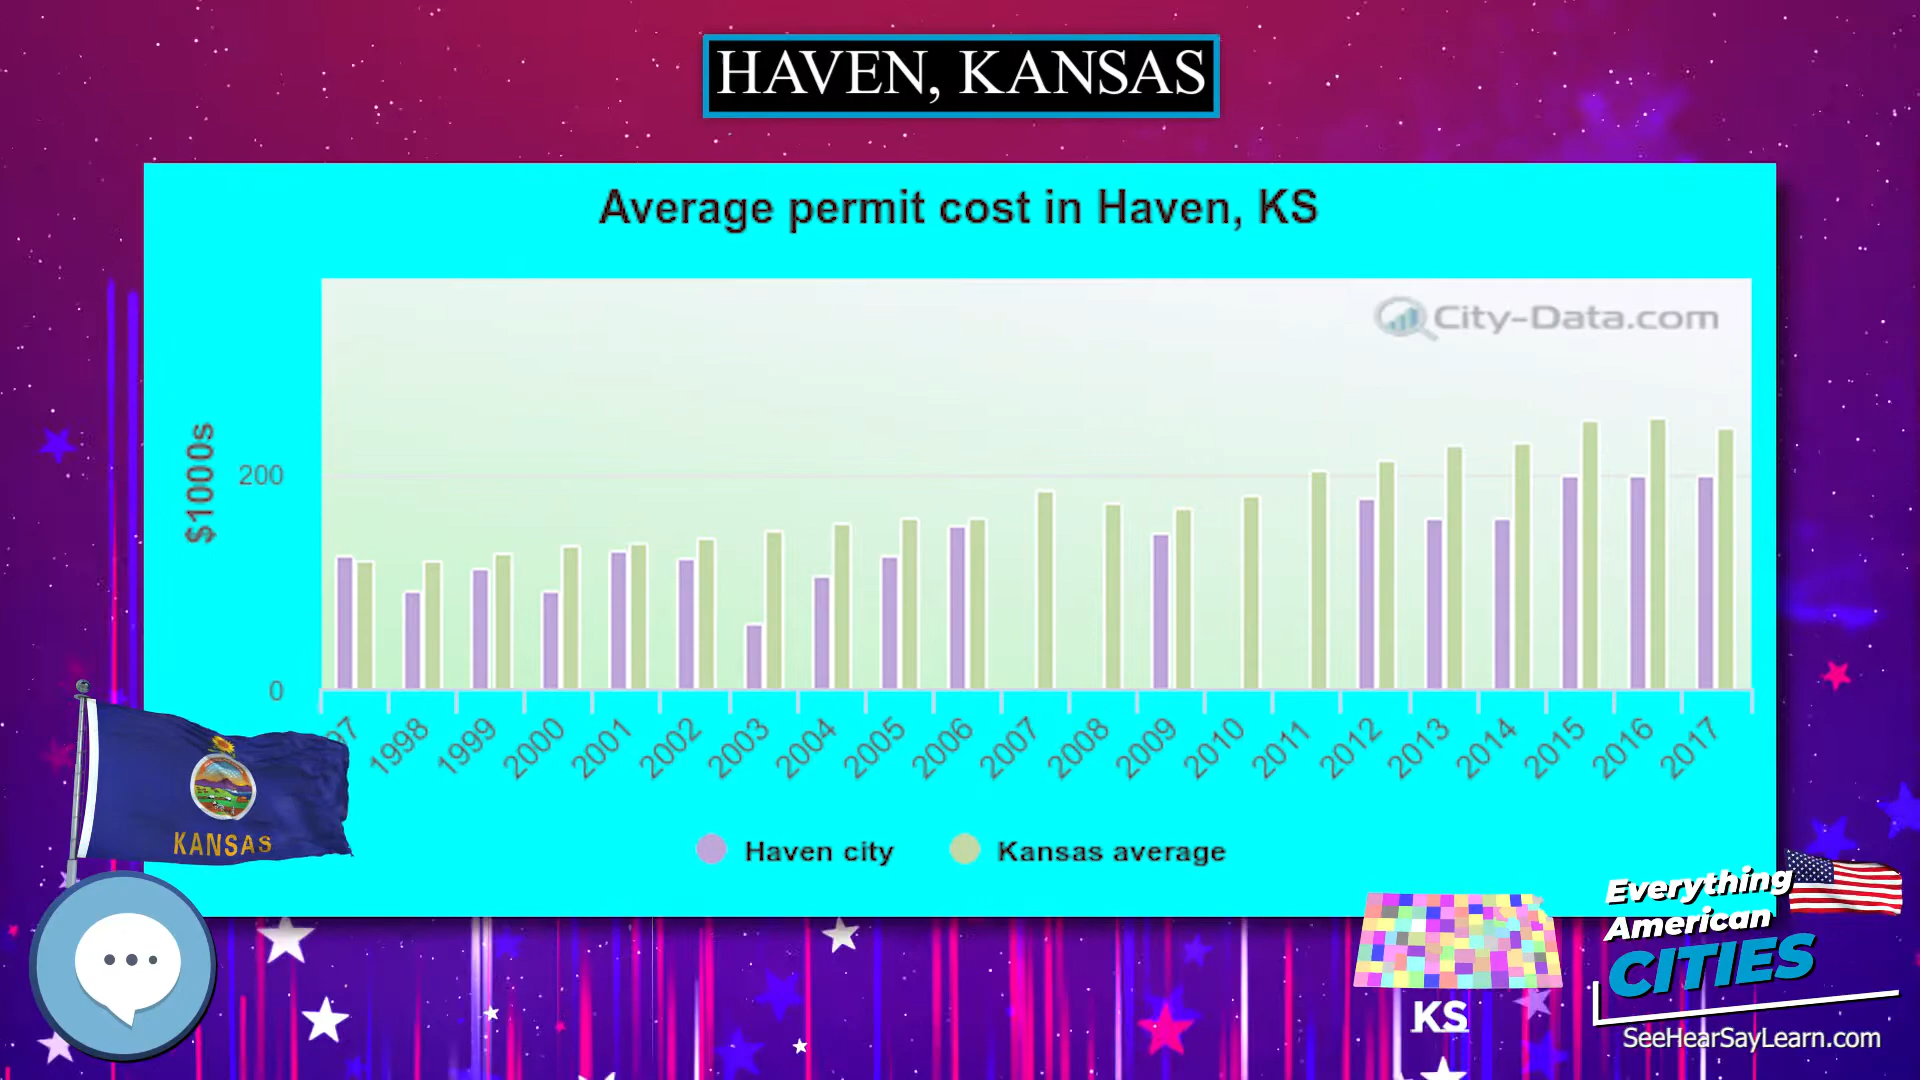 HAVEN, KANSAS
Average permit cost in Haven, KS
City-Data.com
$1000s
200
0
97 1998 1999 2000 2001 2002 2003 2004 2005 2006 2007 2008 2009 2010 2011 2012 2013 2014 2015 2016 2017
Haven city Kansas average
KANSAS
Everything
American
CITIES
KS
SeeHearSayLearn.com